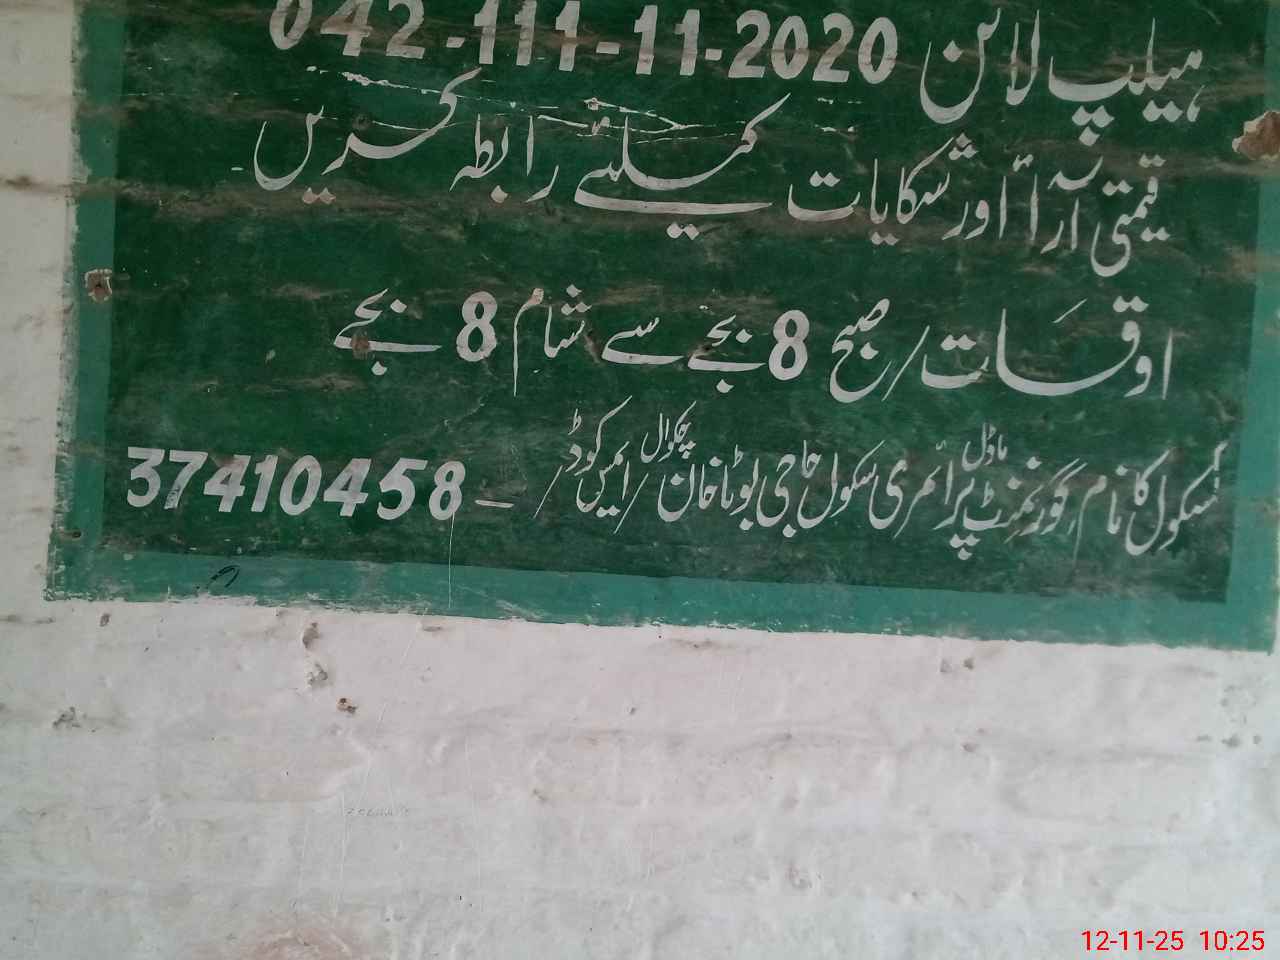 ہیلپ لائن 042-111-11-2020
قیمتی آرأ اور شکایات کیلئے رابطہ کریں
اوقات / صبح 8 بجے سے شام 8 بجے
سکول کا نام / گورنمنٹ ماڈل پرائمری سکول حاجی بوٹا خان پچکوال / ایمس کوڈ / - 37410458
12-11-25 10:25